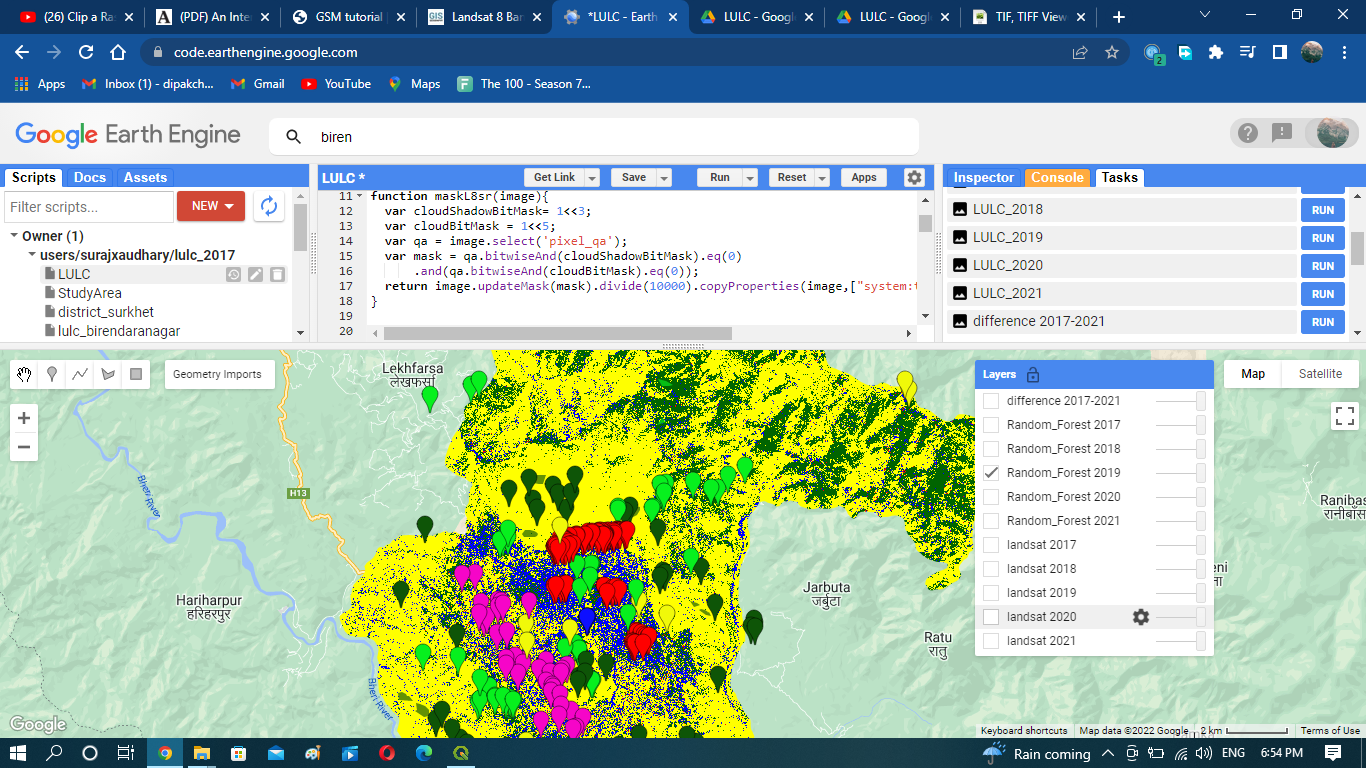 (26) Clip a Ra
(PDF) An Inte
GSM tutorial
Landsat 8 Ban
*LULC - Earth
LULC - Googl
LULC - Googl
TIF, TIFF View
code.earthengine.google.com
2
Apps
Inbox (1) - dipakch...
Gmail
YouTube
Maps
The 100 - Season 7...
Google Earth Engine
biren
Scripts Docs Assets
Filter scripts...
NEW
Owner (1)
users/surajxaudhary/lulc_2017
LULC
StudyArea
district_surkhet
lulc_birendaranagar
LULC *
Get Link
Save
Run
Reset
Apps
11 function maskL8sr(image){
12 var cloudShadowBitMask= 1<<3;
13 var cloudBitMask = 1<<5;
14 var qa = image.select('pixel_qa');
15 var mask = qa.bitwiseAnd(cloudShadowBitMask).eq(0)
16 .and(qa.bitwiseAnd(cloudBitMask).eq(0));
17 return image.updateMask(mask).divide(10000).copyProperties(image,["system:t
18 }
19
20
Inspector Console Tasks
LULC_2018 RUN
LULC_2019 RUN
LULC_2020 RUN
LULC_2021 RUN
difference 2017-2021 RUN
Geometry Imports
Lekhfarsa
लेखफर्सा
H13
Bheri River
Hariharpur
हरिहरपुर
Bheri River
Jarbuta
जर्बुटा
Ratu
रातु
Ranibas
रानीबाँस
Layers
difference 2017-2021
Random_Forest 2017
Random_Forest 2018
Random_Forest 2019
Random_Forest 2020
Random_Forest 2021
landsat 2017
landsat 2018
landsat 2019
landsat 2020
landsat 2021
Map Satellite
Google
Keyboard shortcuts Map data ©2022 Google 2 km Terms of Use
Rain coming
ENG
6:54 PM